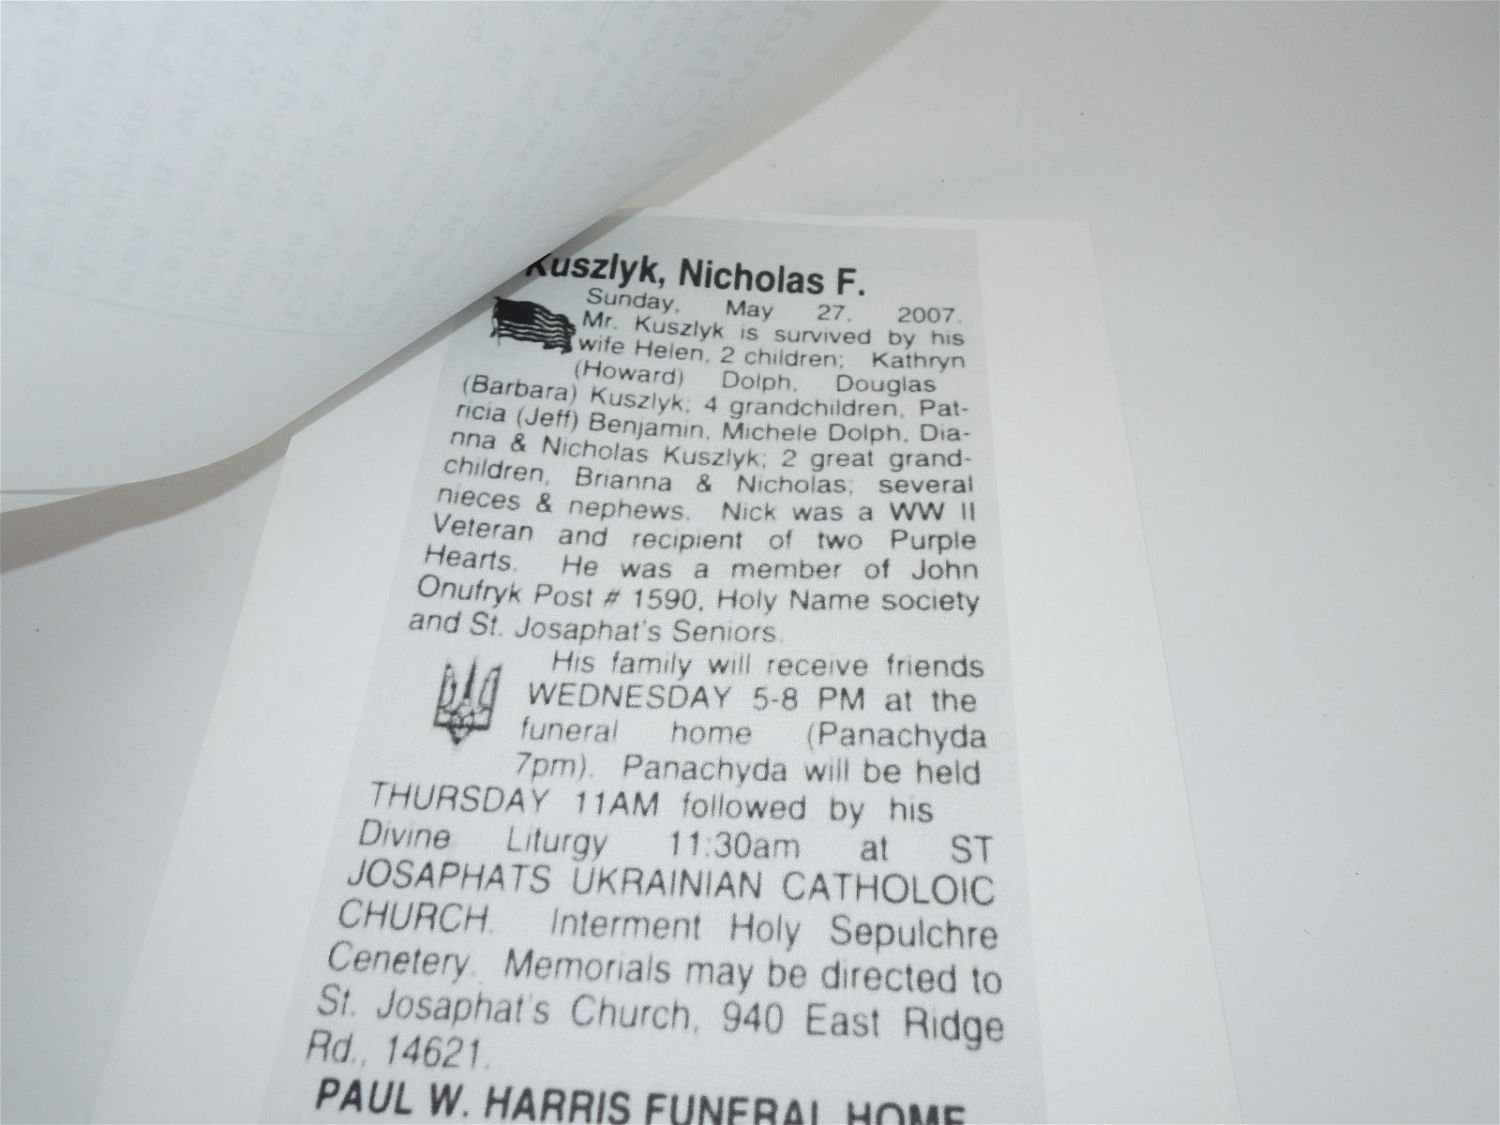 Kuszlyk, Nicholas F.
Sunday, May 27, 2007.
Mr. Kuszlyk is survived by his
wife Helen, 2 children; Kathryn
(Howard) Dolph, Douglas
(Barbara) Kuszlyk; 4 grandchildren, Pat-
ricia (Jeff) Benjamin, Michele Dolph, Dia-
nna & Nicholas Kuszlyk; 2 great grand-
children, Brianna & Nicholas; several
nieces & nephews. Nick was a WW II
Veteran and recipient of two Purple
Hearts. He was a member of John
Onufryk Post # 1590, Holy Name society
and St. Josaphat's Seniors.
His family will receive friends
WEDNESDAY 5-8 PM at the
funeral home (Panachyda
7pm). Panachyda will be held
THURSDAY 11AM followed by his
Divine Liturgy 11:30am at ST
JOSAPHATS UKRAINIAN CATHOLOIC
CHURCH. Interment Holy Sepulchre
Cenetery. Memorials may be directed to
St. Josaphat's Church, 940 East Ridge
Rd., 14621.
PAUL W. HARRIS FUNERAL HOME